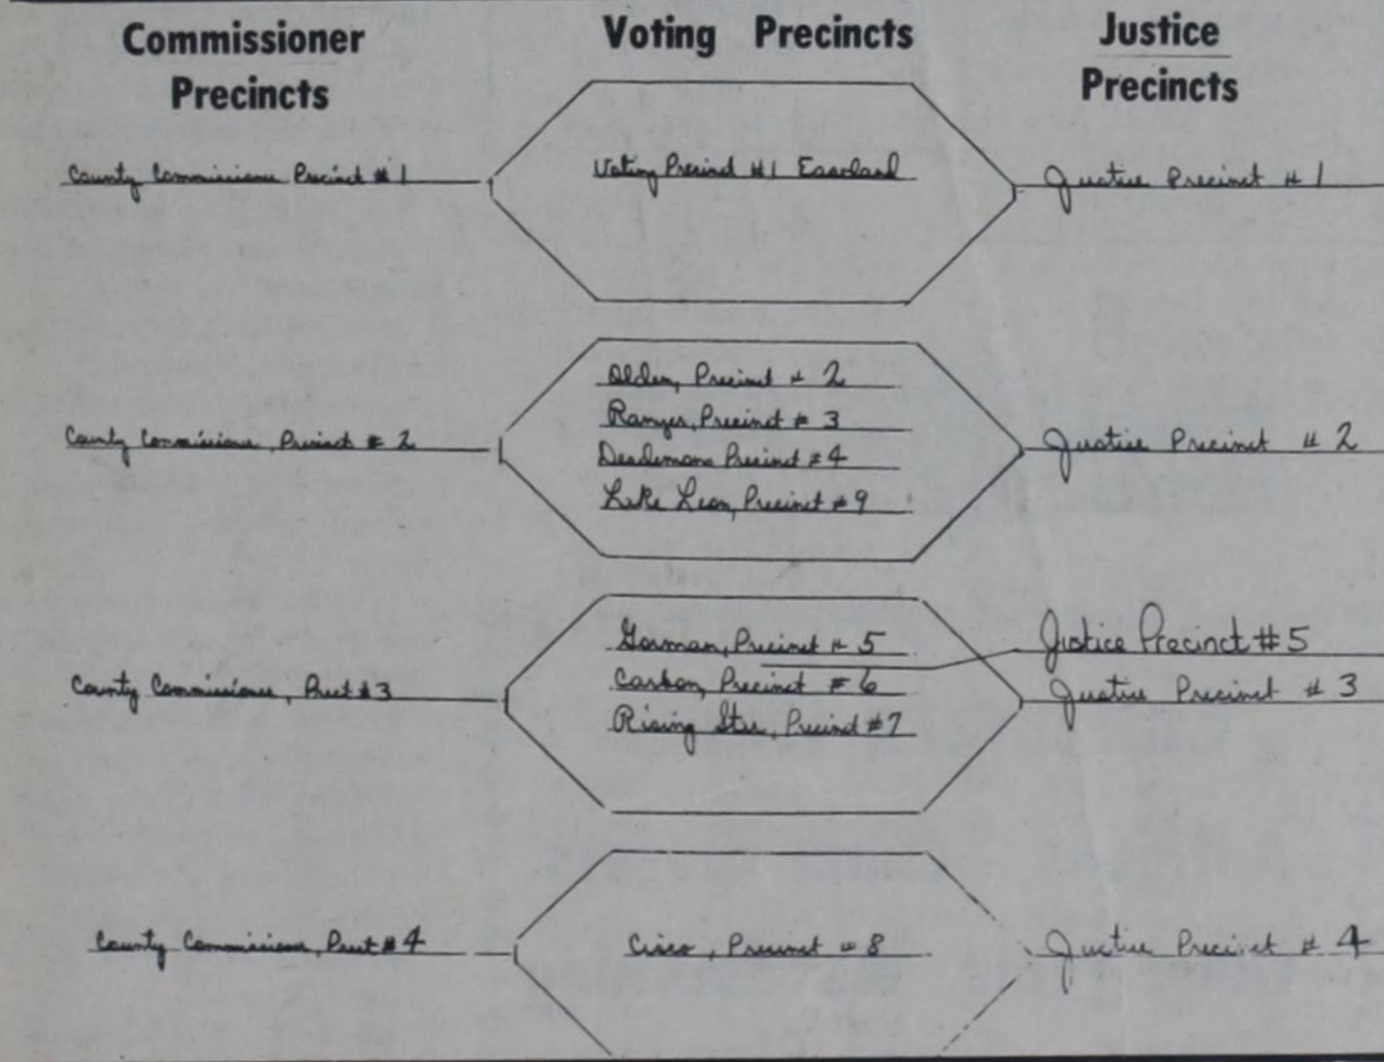 Commissioner
Precincts
Voting Precincts
Justice
Precincts
County Commissioner Precinct #1
Voting Precinct #1 Eastland
Justice Precinct #1
County Commissioner, Precinct #2
Olden, Precinct #2
Ranger, Precinct #3
Desdemona Precinct #4
Lake Leon, Precinct #9
Justice Precinct #2
County Commissioner, Prect #3
Gorman, Precinct #5
Carbon, Precinct #6
Rising Star, Precinct #7
Justice Precinct #5
Justice Precinct #3
County Commissioner, Prect #4
Cisco, Precinct #8
Justice Precinct #4